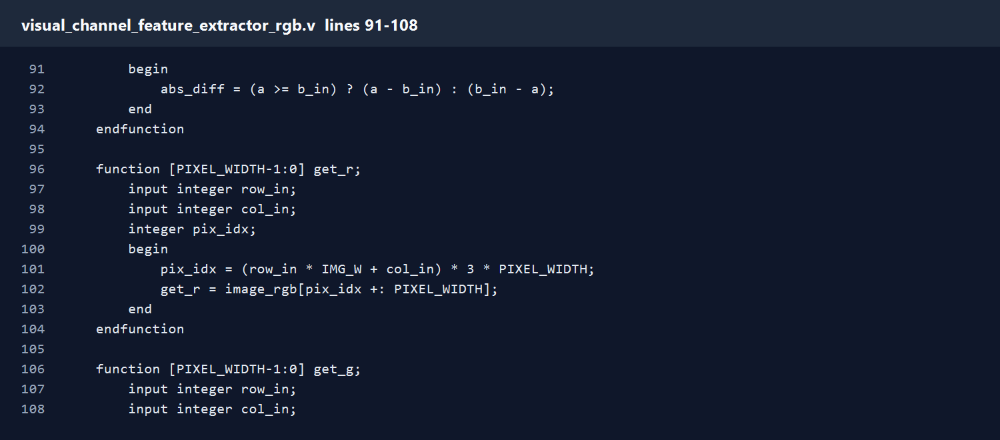 visual_channel_feature_extractor_rgb.v lines 91-108
91 begin
92 abs_diff = (a >= b_in) ? (a - b_in) : (b_in - a);
93 end
94 endfunction
95
96 function [PIXEL_WIDTH-1:0] get_r;
97 input integer row_in;
98 input integer col_in;
99 integer pix_idx;
100 begin
101 pix_idx = (row_in * IMG_W + col_in) * 3 * PIXEL_WIDTH;
102 get_r = image_rgb[pix_idx +: PIXEL_WIDTH];
103 end
104 endfunction
105
106 function [PIXEL_WIDTH-1:0] get_g;
107 input integer row_in;
108 input integer col_in;